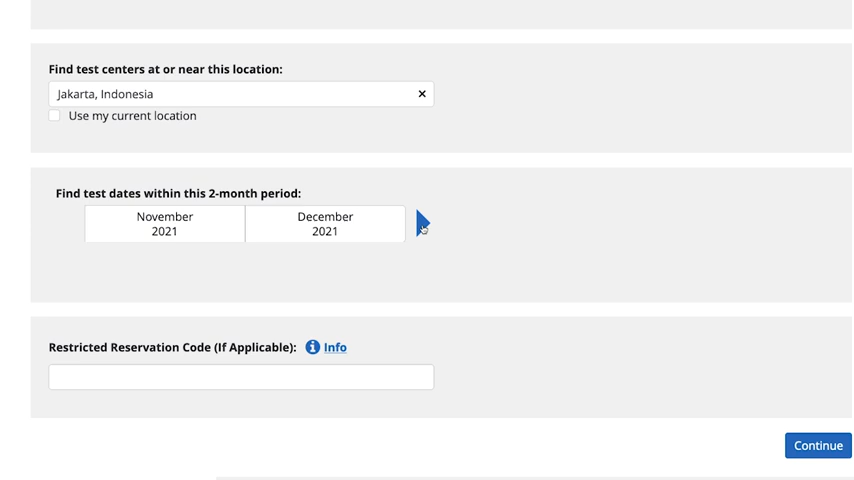 Find test centers at or near this location:
Jakarta, Indonesia
Use my current location
Find test dates within this 2-month period:
November
2021
December
2021
Restricted Reservation Code (If Applicable): Info
Continue